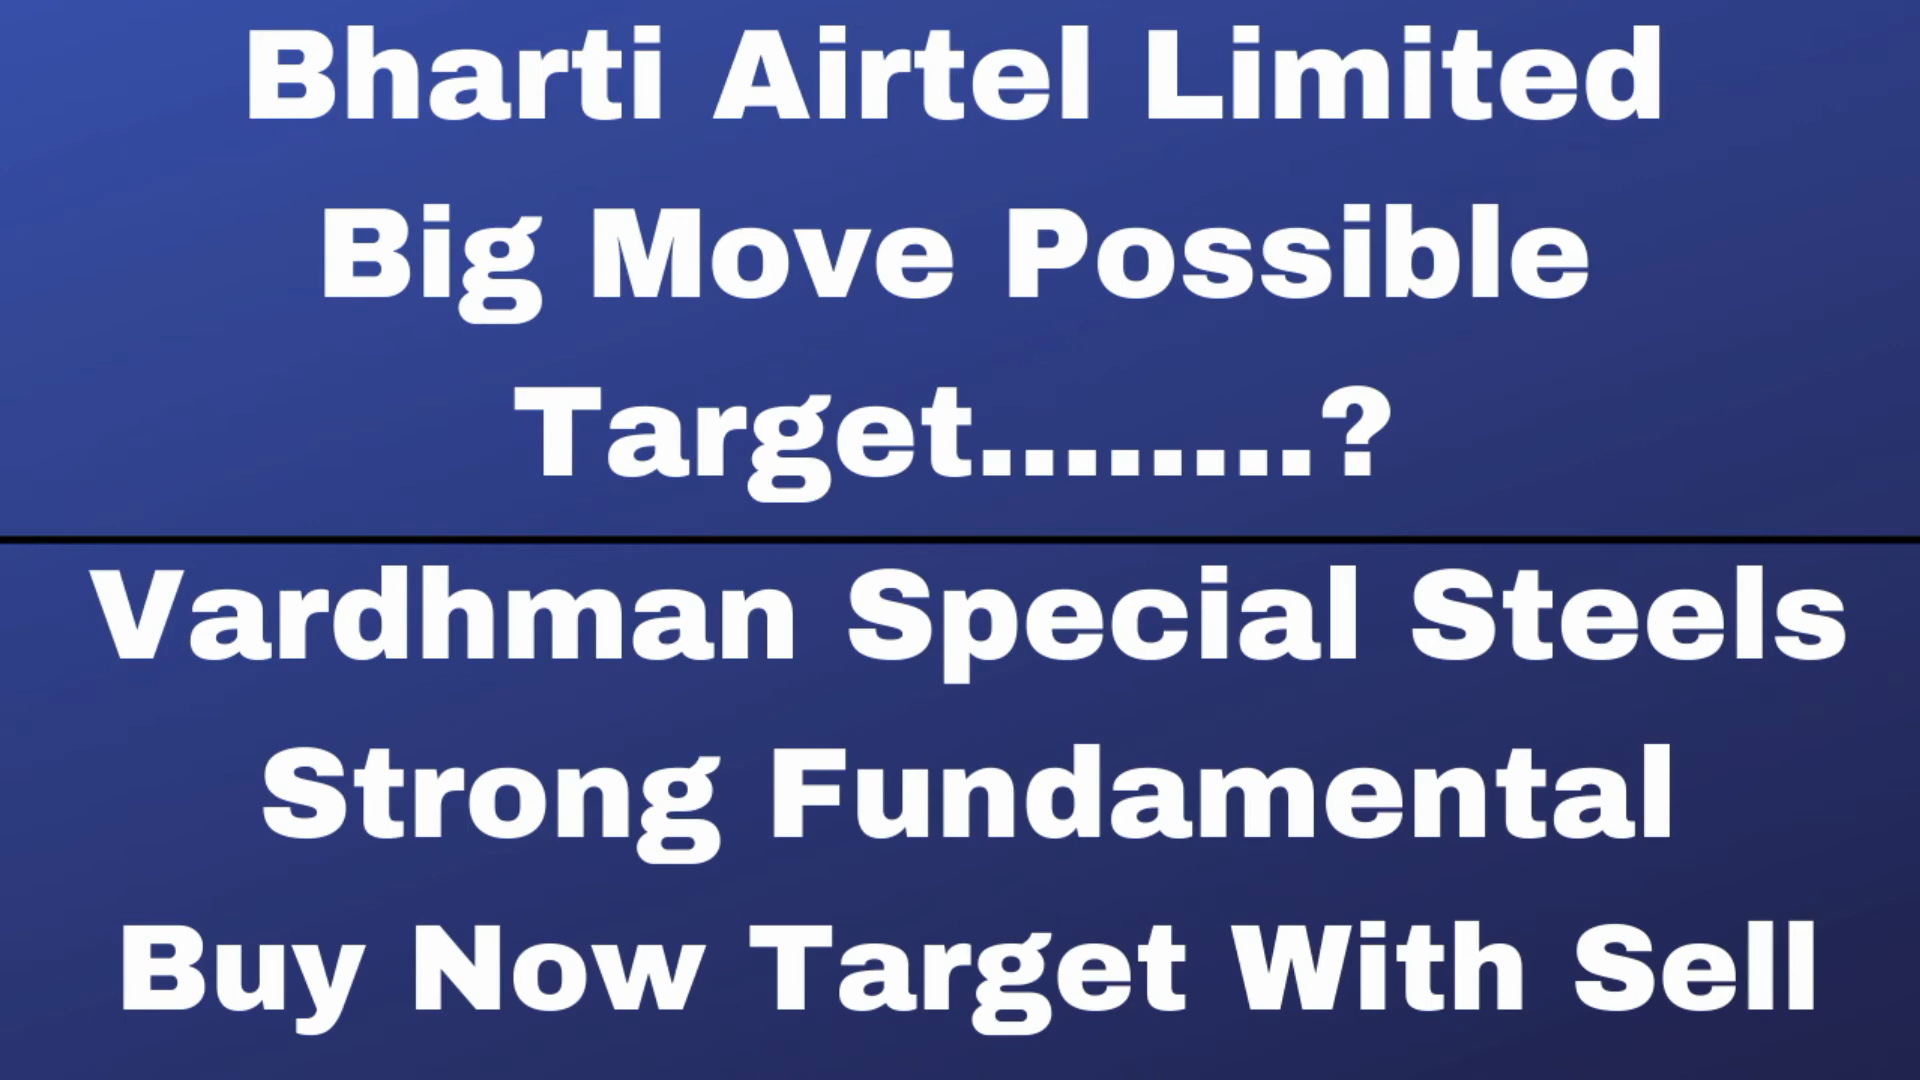 Bharti Airtel Limited
Big Move Possible
Target........?
Vardhman Special Steels
Strong Fundamental
Buy Now Target With Sell